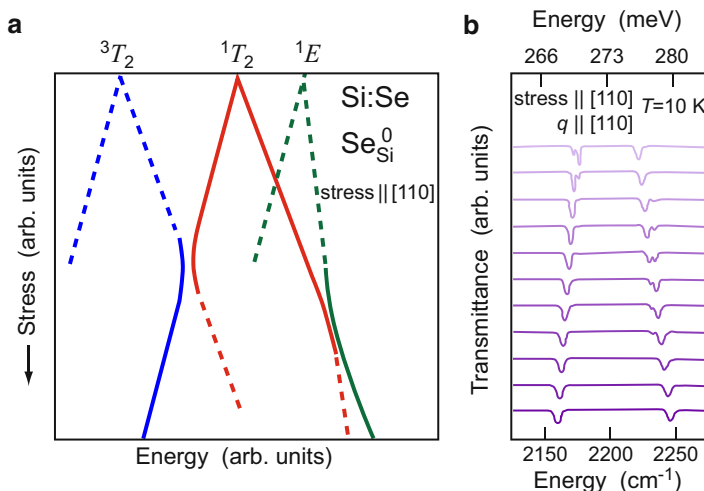 a
³T₂
¹T₂
¹E
Si:Se
Se⁰Si
stress || [110]
Stress (arb. units)
Energy (arb. units)
b
Energy (meV)
266 273 280
stress || [110] T=10 K
q || [110]
Transmittance (arb. units)
2150 2200 2250
Energy (cm⁻¹)